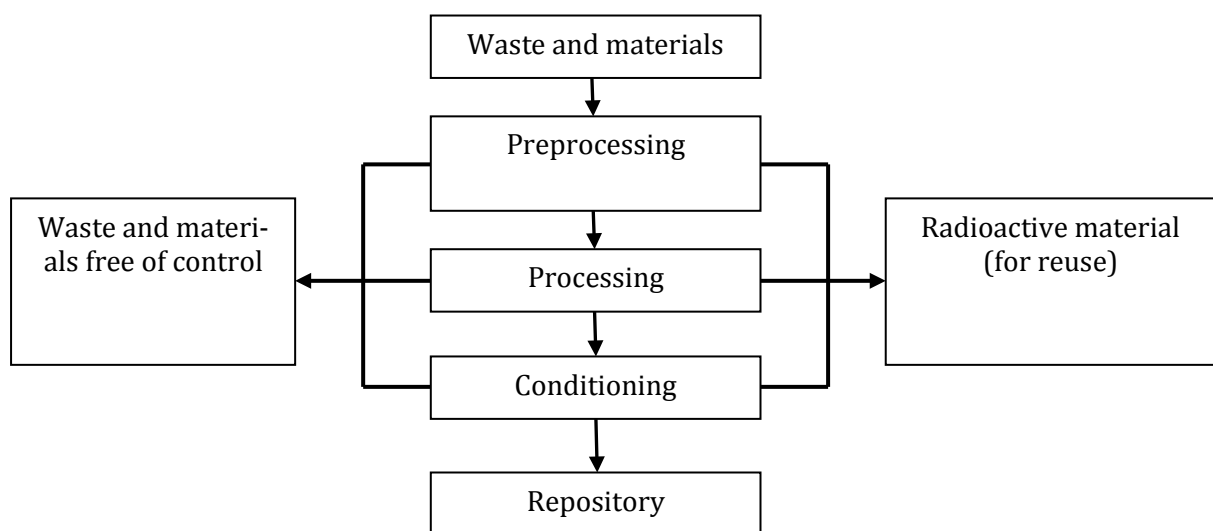 Waste and materials
Preprocessing
Waste and materi-
als free of control
Radioactive material
(for reuse)
Processing
Conditioning
Repository